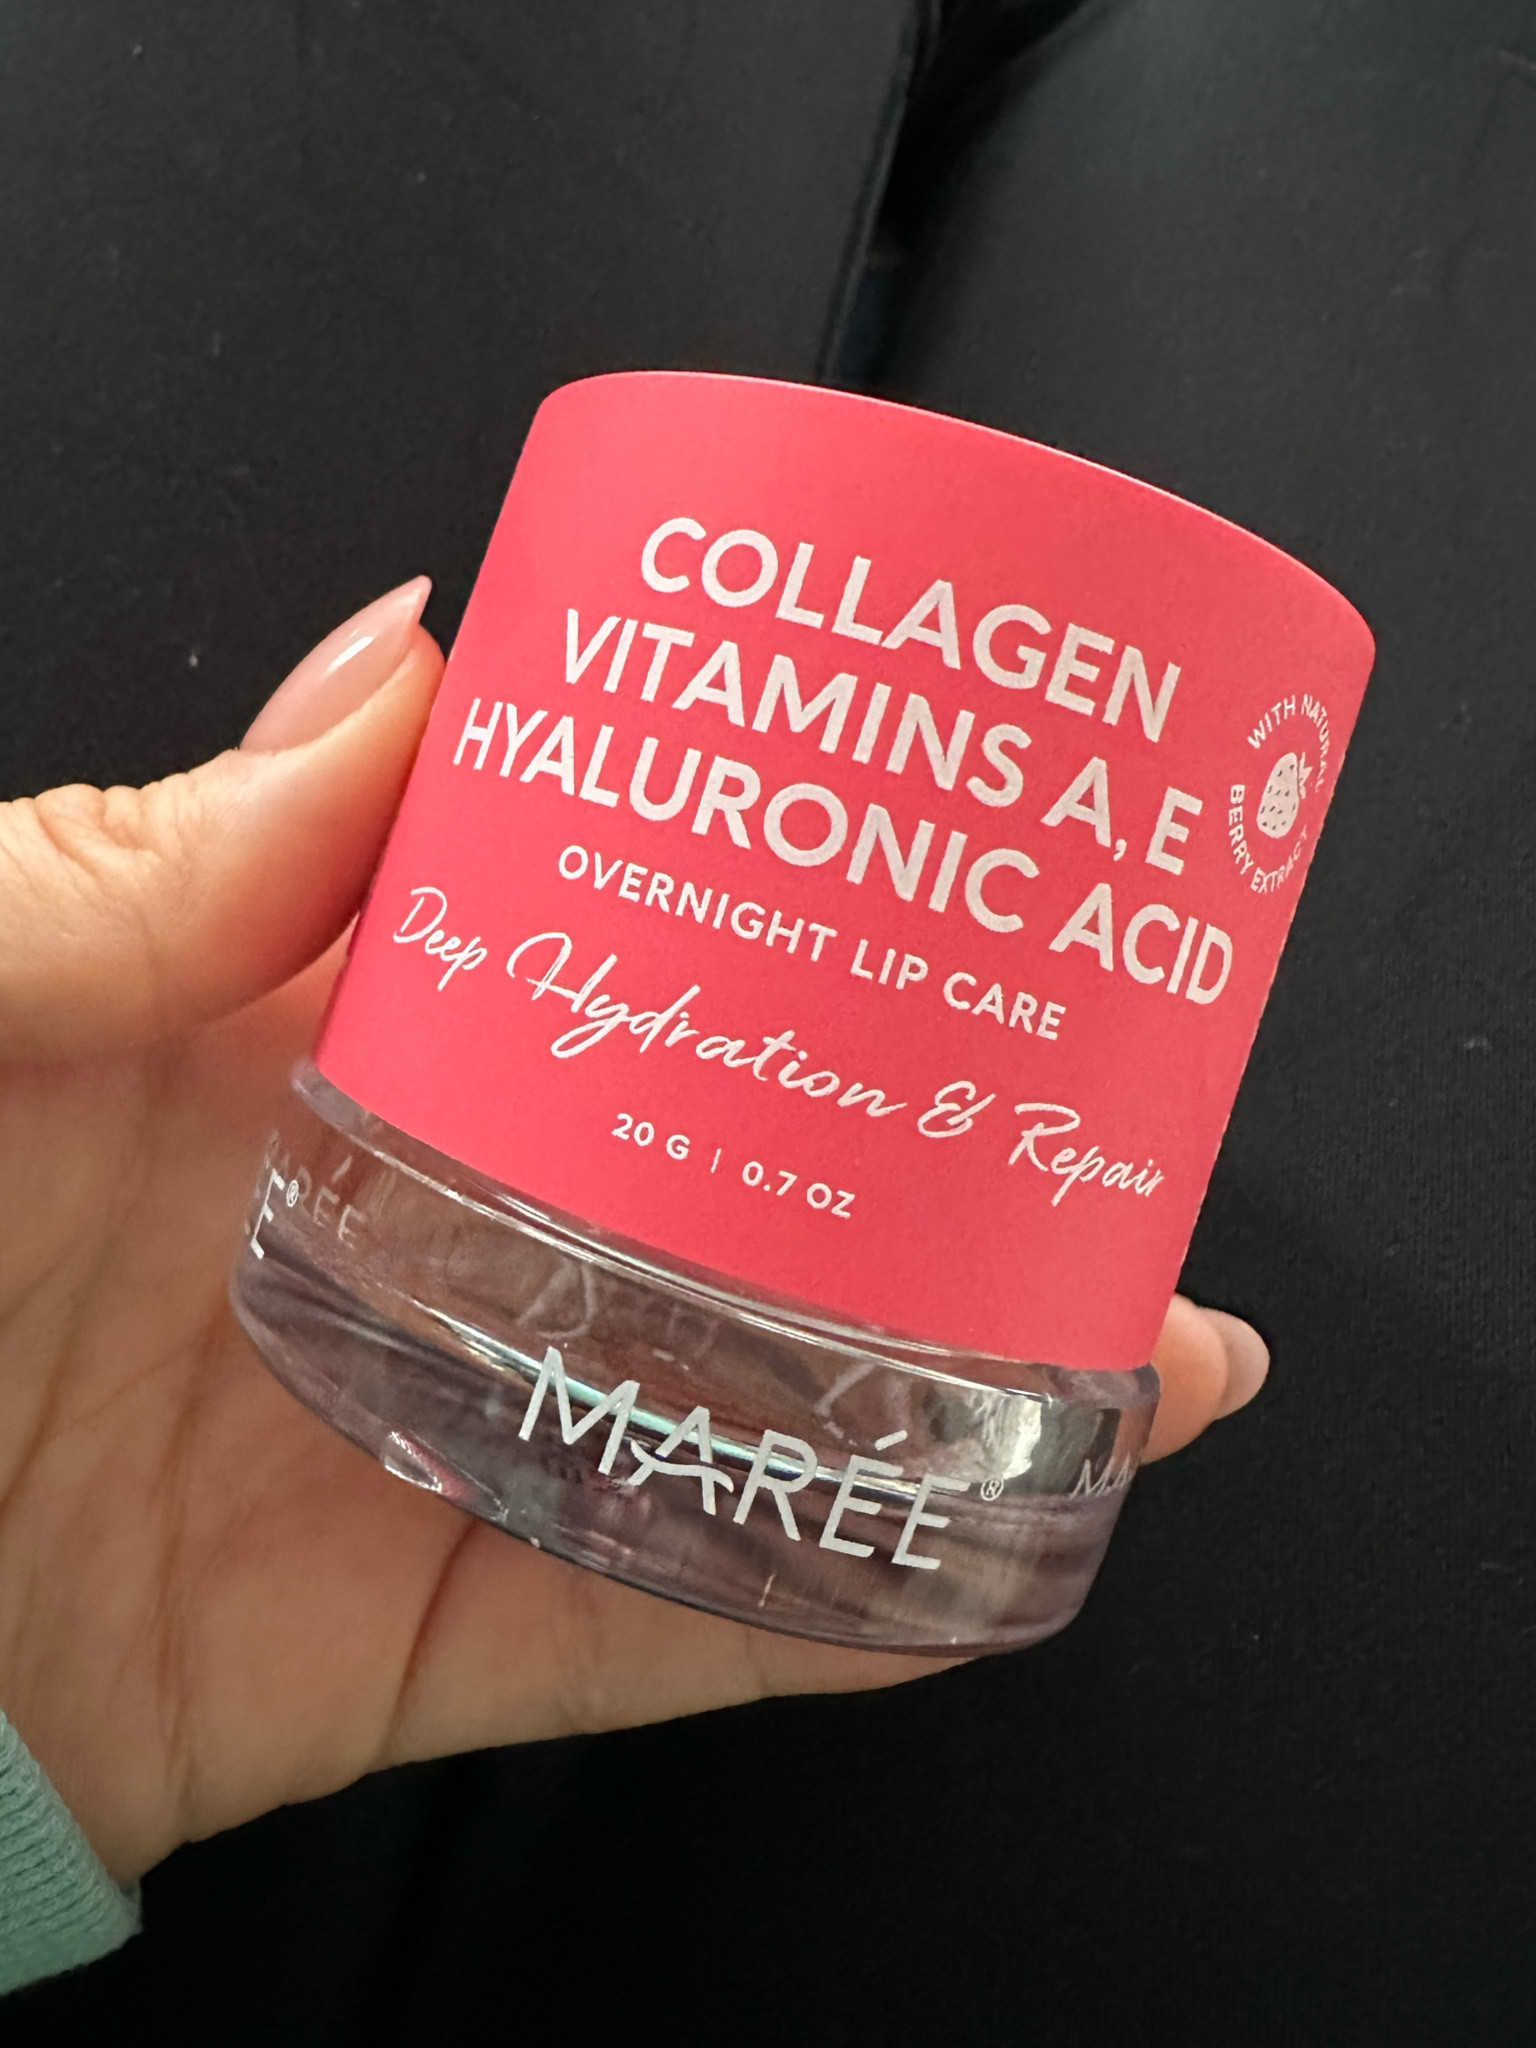 COLLAGEN
VITAMINS A, E
HYALURONIC ACID
OVERNIGHT LIP CARE
Deep Hydration & Repair
20 G | 0.7 OZ
WITH NATURAL
BERRY EXTRACT
MARÉE®